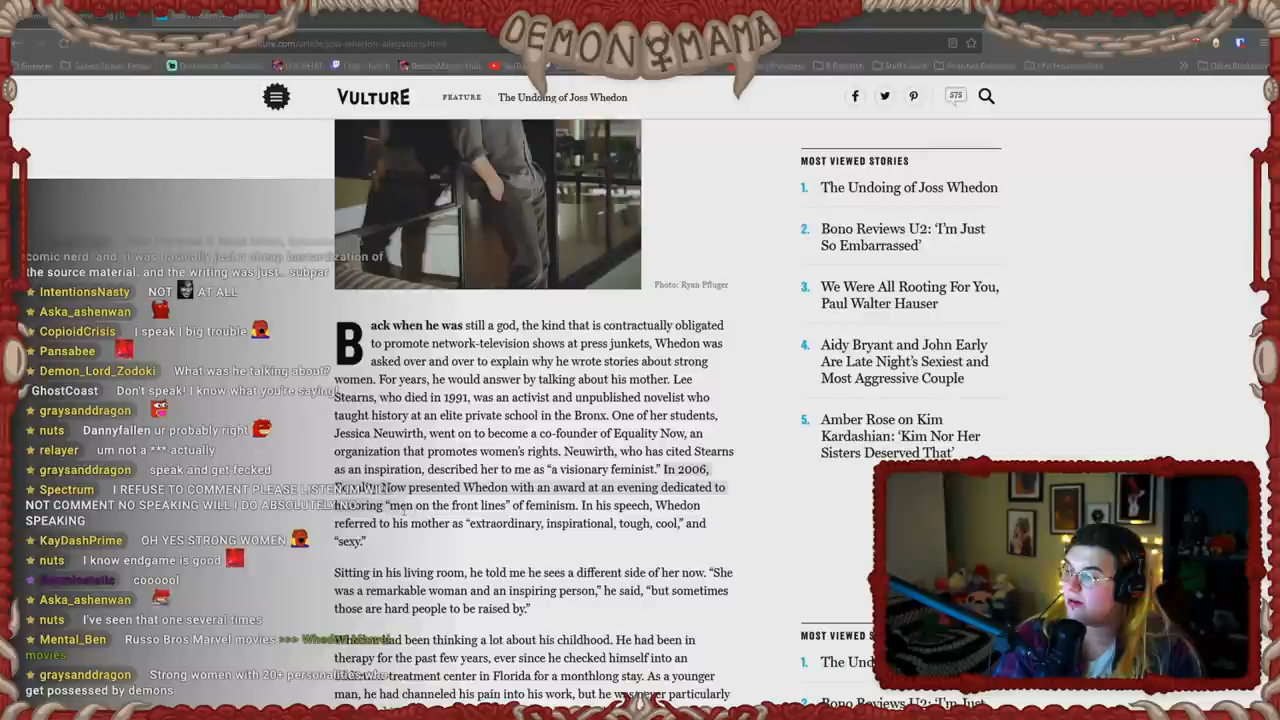 DEMON MAMA
VULTURE
FEATURE
The Undoing of Joss Whedon
575
MOST VIEWED STORIES
1. The Undoing of Joss Whedon
2. Bono Reviews U2: ‘I’m Just
So Embarrassed’
3. We Were All Rooting For You,
Paul Walter Hauser
4. Aidy Bryant and John Early
Are Late Night’s Sexiest and
Most Aggressive Couple
5. Amber Rose on Kim
Kardashian: ‘Kim Nor Her
Sisters Deserved That’
Photo: Ryan Pfluger
Back when he was still a god, the kind that is contractually obligated
to promote network-television shows at press junkets, Whedon was
asked over and over to explain why he wrote stories about strong
women. For years, he would answer by talking about his mother. Lee
Stearns, who died in 1991, was an activist and unpublished novelist who
taught history at an elite private school in the Bronx. One of her students,
Jessica Neuwirth, went on to become a co-founder of Equality Now, an
organization that promotes women’s rights. Neuwirth, who has cited Stearns
as an inspiration, described her to me as “a visionary feminist.” In 2006,
Now presented Whedon with an award at an evening dedicated to
“men on the front lines” of feminism. In his speech, Whedon
referred to his mother as “extraordinary, inspirational, tough, cool,” and
“sexy.”
Sitting in his living room, he told me he sees a different side of her now. “She
was a remarkable woman and an inspiring person,” he said, “but sometimes
those are hard people to be raised by.”
had been thinking a lot about his childhood. He had been in
therapy for the past few years, ever since he checked himself into an
treatment center in Florida for a monthlong stay. As a younger
man, he had channeled his pain into his work, but he was never particularly
comic nerd and, it was basically just a cheap bastardization of
the source material. and the writing was just.. subpar
IntentionsNasty NOT AT ALL
Aska_ashenwan
CopioidCrisis I speak I big trouble
Pansabee
Demon_Lord_Zodoki What was he talking about?
GhostCoast Don't speak! I know what you're saying!
graysanddragon
nuts Dannyfallen ur probably right
relayer um not a *** actually
graysanddragon speak and get fecked
Spectrum I REFUSE TO COMMENT PLEASE LISTEN IM WILL
NOT COMMENT NO SPEAKING WILL I DO ABSOLUTELY NO
SPEAKING
KayDashPrime OH YES STRONG WOMEN
nuts I know endgame is good
coooool
Aska_ashenwan
nuts I've seen that one several times
Mental_Ben Russo Bros Marvel movies >>> Whedon Marvel
movies
graysanddragon Strong women with 20+ personalities who
get possessed by demons
MOST VIEWED S
1. The Und
2. Bono Reviews U2: ‘I’m Just